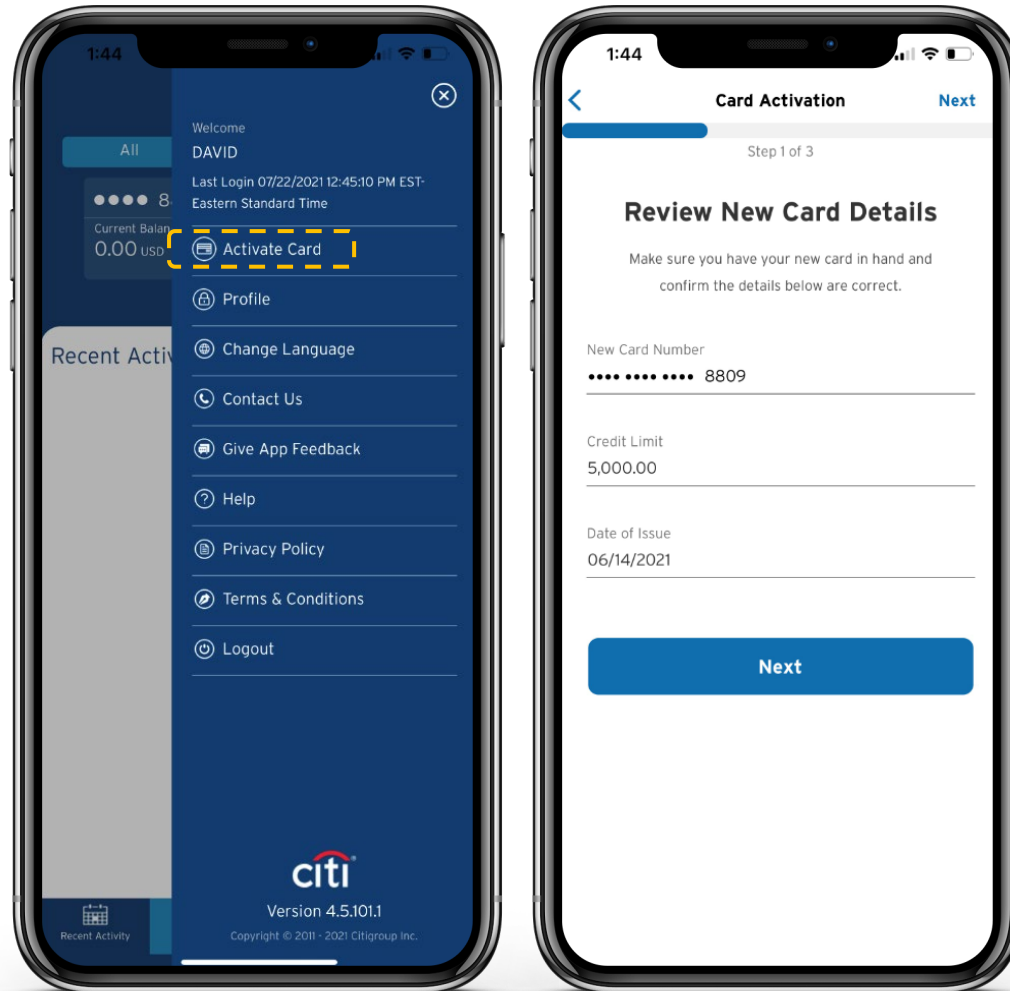 1:44
Welcome
DAVID
Last Login 07/22/2021 12:45:10 PM EST-
Eastern Standard Time
All
•••• 8
Current Balan
0.00 USD
Activate Card
Profile
Recent Activ
Change Language
Contact Us
Give App Feedback
Help
Privacy Policy
Terms & Conditions
Logout
citi
Version 4.5.101.1
Copyright © 2011 - 2021 Citigroup Inc.
Recent Activity
1:44
Card Activation
Next
Step 1 of 3
Review New Card Details
Make sure you have your new card in hand and
confirm the details below are correct.
New Card Number
•••• •••• •••• 8809
Credit Limit
5,000.00
Date of Issue
06/14/2021
Next